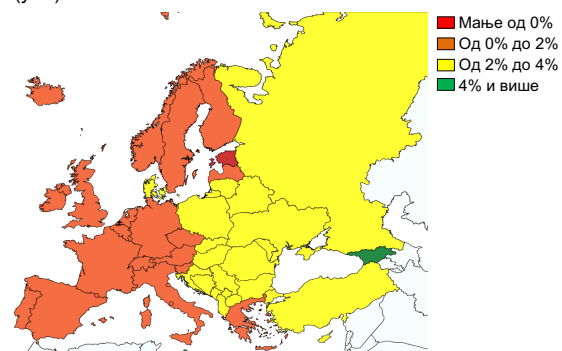 Мање од 0%
Од 0% до 2%
Од 2% до 4%
4% и више